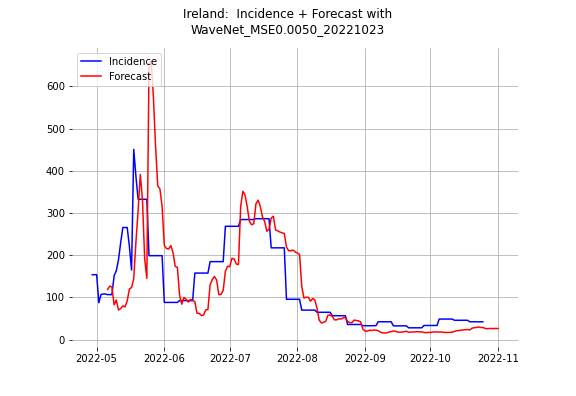 Ireland:  Incidence + Forecast with
WaveNet_MSE0.0050_20221023
Incidence
Forecast
600
500
400
300
200
100
0
2022-05 2022-06 2022-07 2022-08 2022-09 2022-10 2022-11